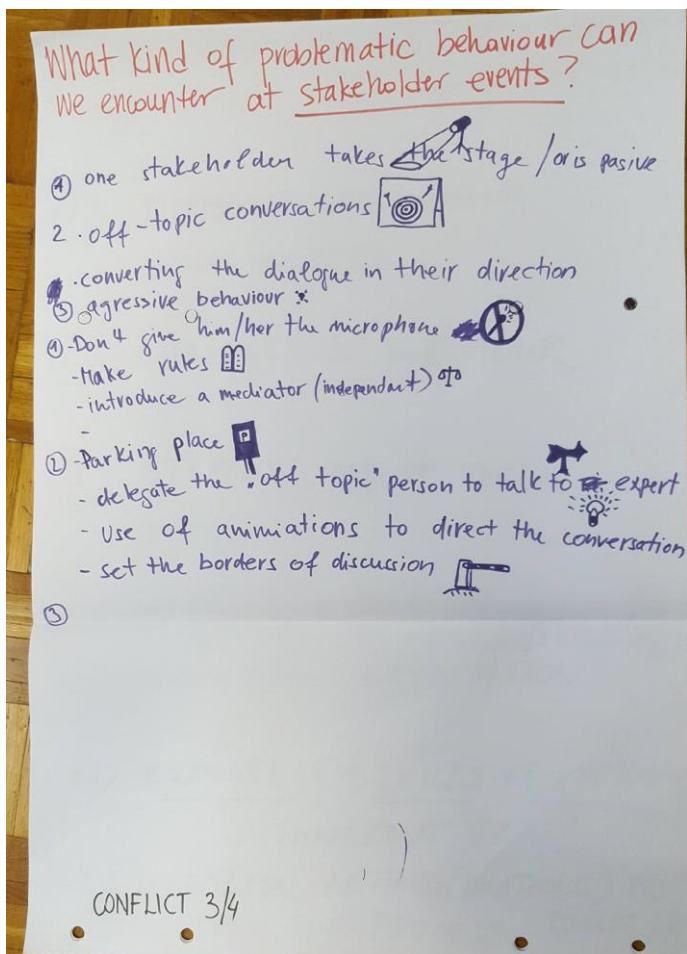 What kind of problematic behaviour can
we encounter at stakeholder events?
① one stakeholder takes the stage / or is pasive
2. off-topic conversations
. converting the dialogue in their direction
③ agressive behaviour
① - Don't give him/her the microphone
- Make rules
- introduce a mediator (independant)
-
② - Parking place P
- delegate the "off topic" person to talk to expert
- Use of animiations to direct the conversation
- set the borders of discussion
③
CONFLICT 3/4